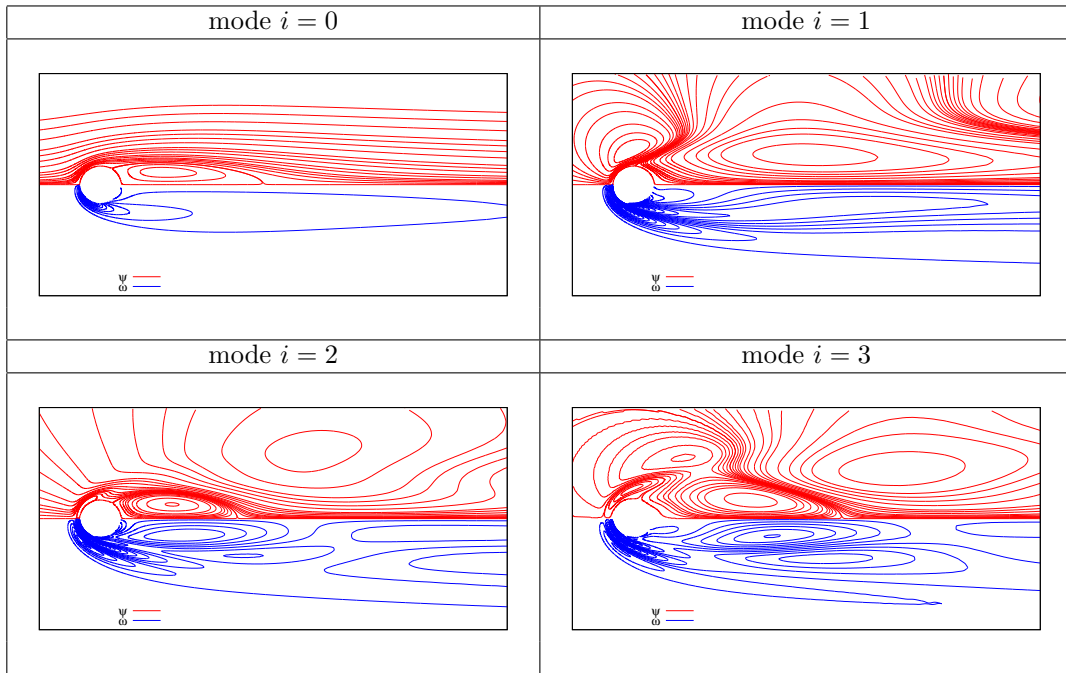 mode i = 0
mode i = 1
ψ
ω
ψ
ω
mode i = 2
mode i = 3
ψ
ω
ψ
ω